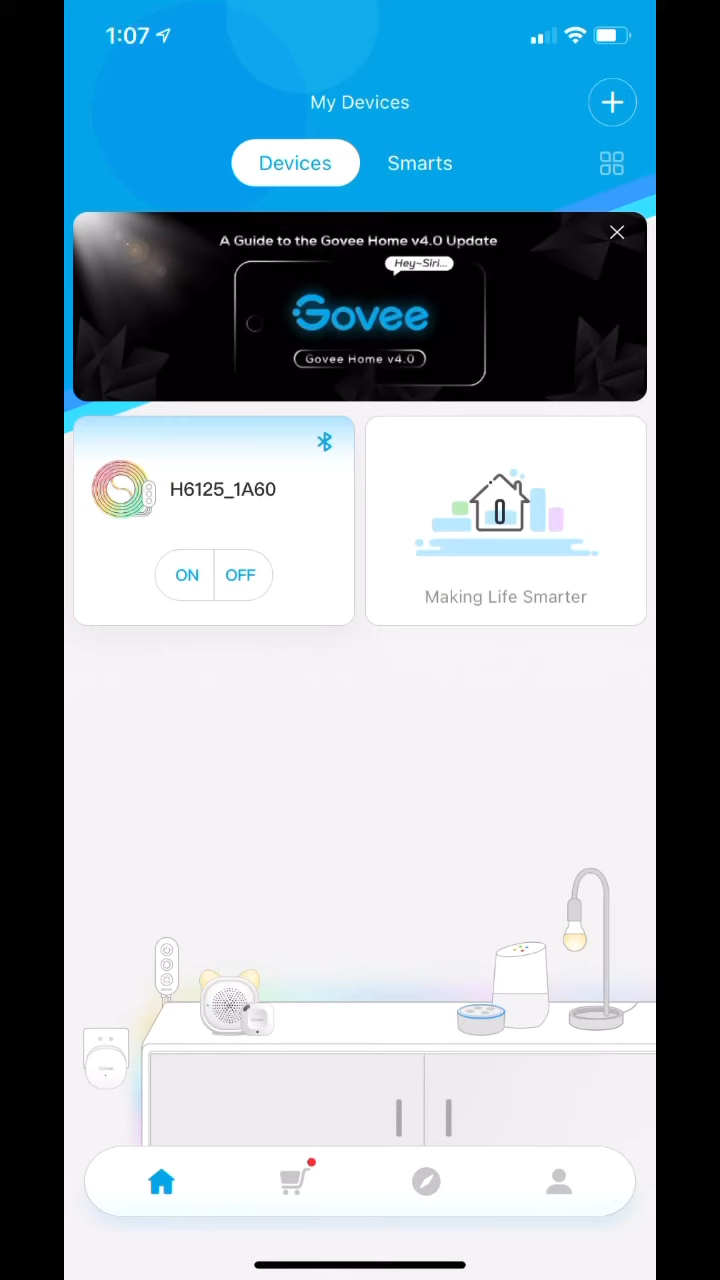 1:07
My Devices
Devices
Smarts
A Guide to the Govee Home v4.0 Update
Hey~Siri...
Govee
Govee Home v4.0
H6125_1A60
ON
OFF
Making Life Smarter